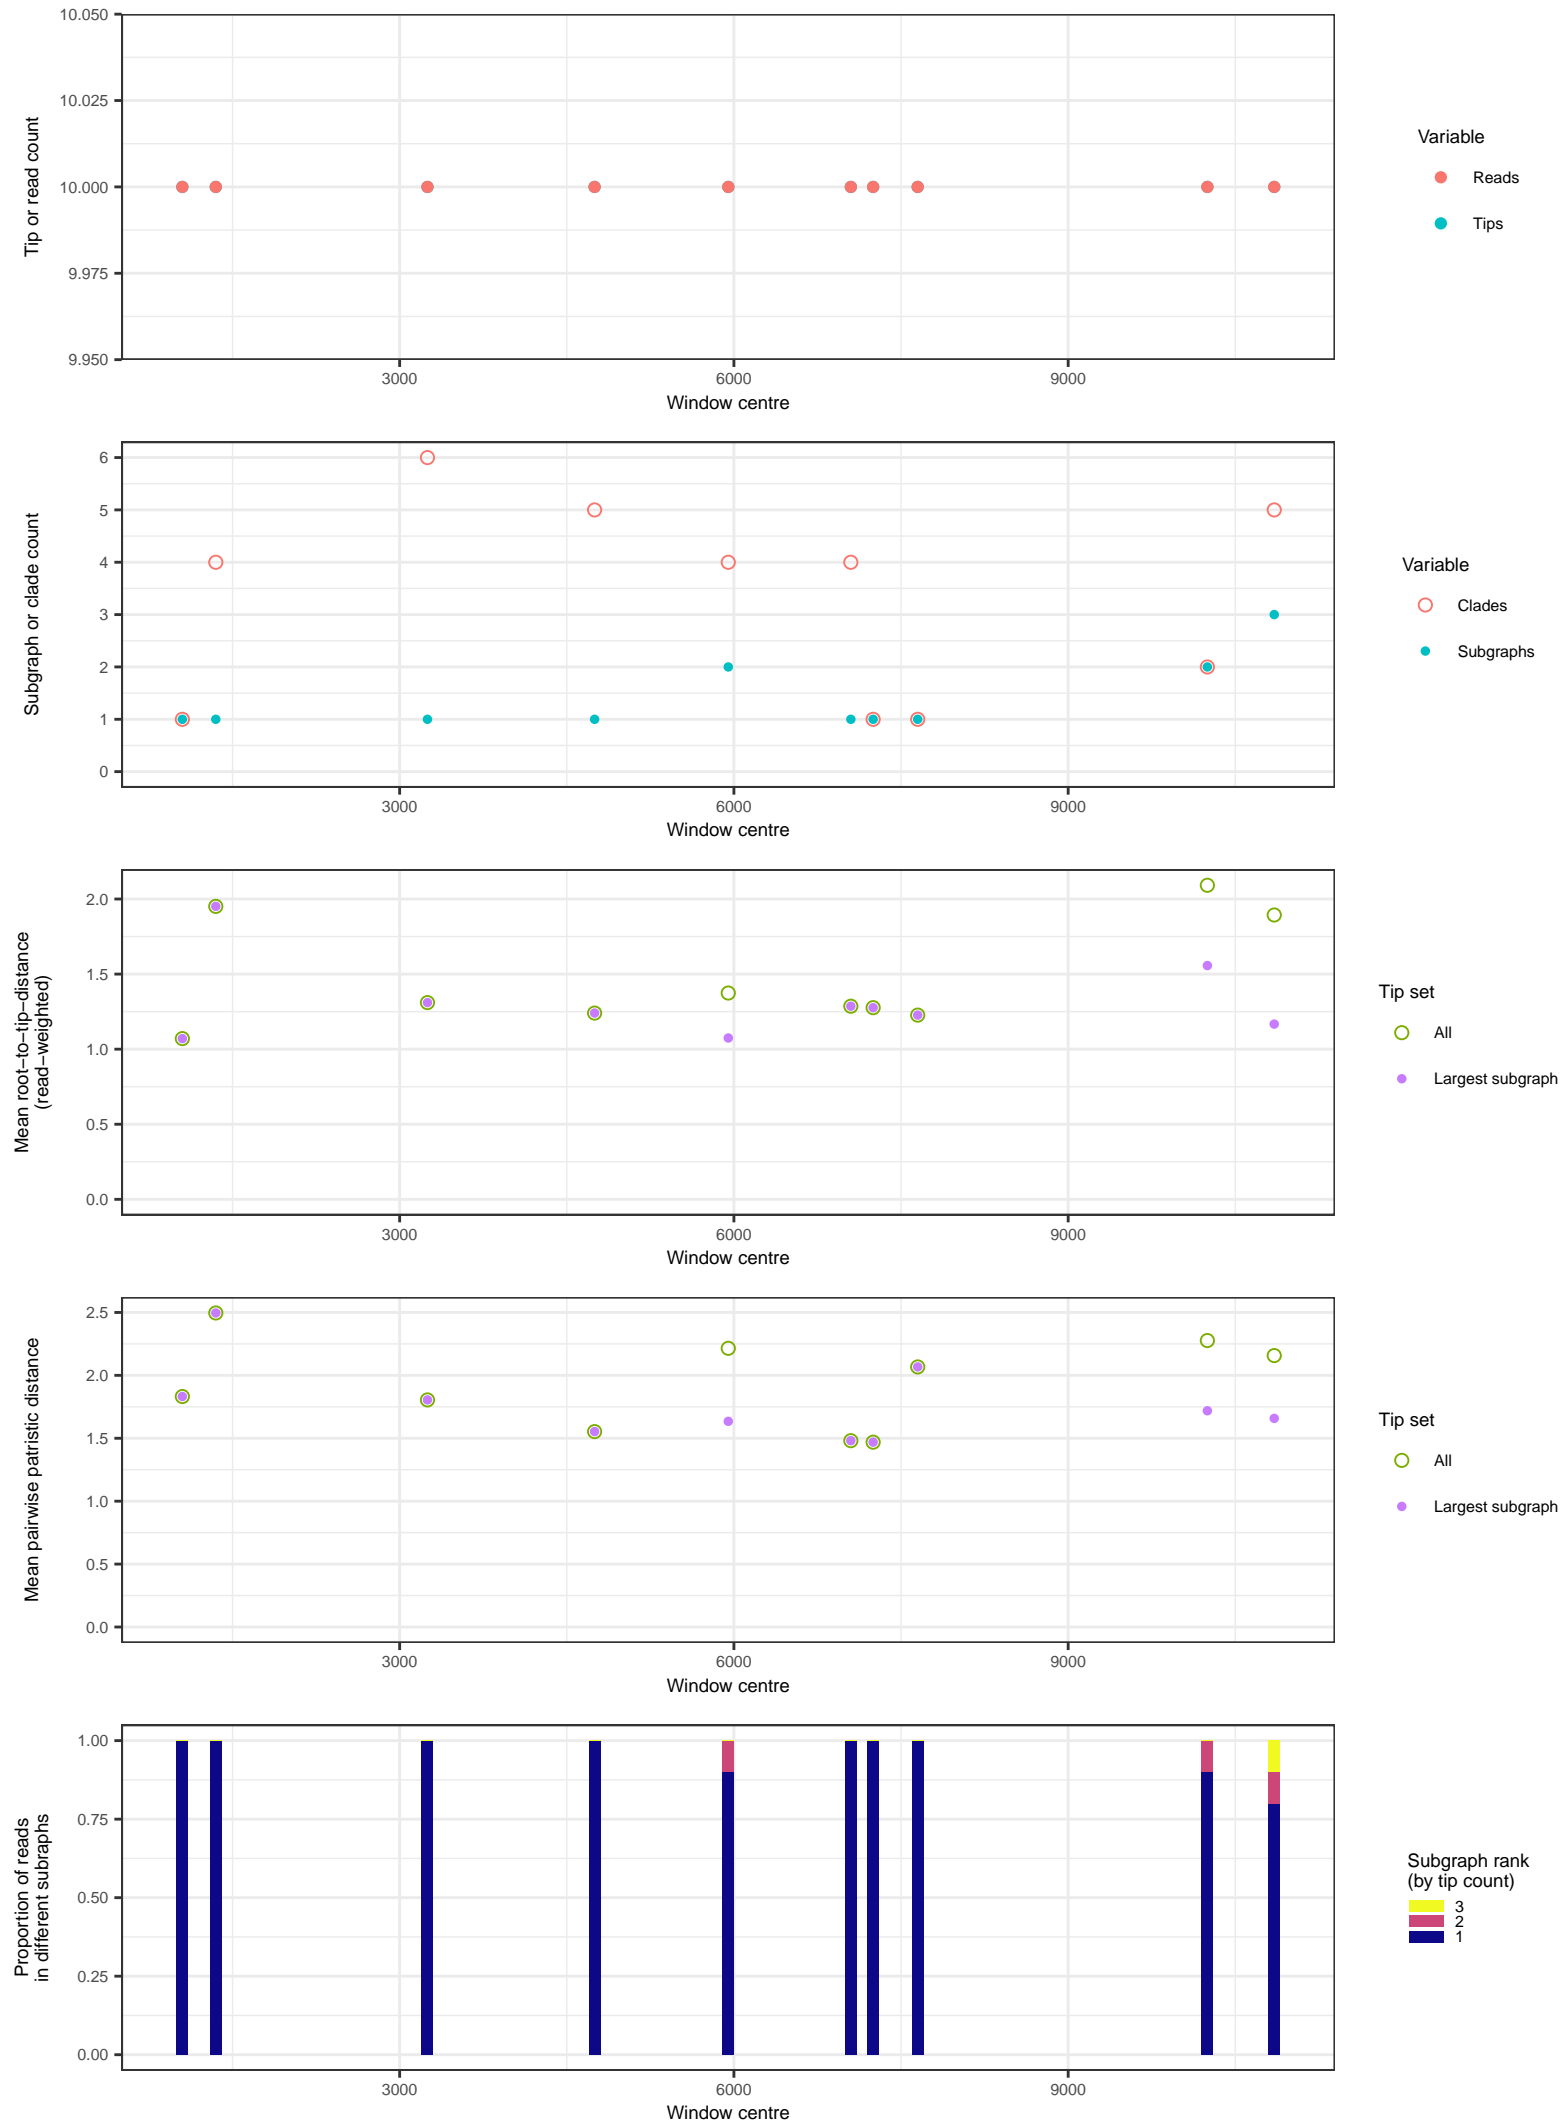 10.050
10.025
10.000
9.975
9.950
Tip or read count
3000
6000
9000
Window centre
Variable
Reads
Tips
6
5
4
3
2
1
0
Subgraph or clade count
3000
6000
9000
Window centre
Variable
Clades
Subgraphs
2.0
1.5
1.0
0.5
0.0
Mean root−to−tip−distance
(read−weighted)
3000
6000
9000
Window centre
Tip set
All
Largest subgraph
2.5
2.0
1.5
1.0
0.5
0.0
Mean pairwise patristic distance
3000
6000
9000
Window centre
Tip set
All
Largest subgraph
1.00
0.75
0.50
0.25
0.00
Proportion of reads
in different subraphs
3000
6000
9000
Window centre
Subgraph rank
(by tip count)
3
2
1